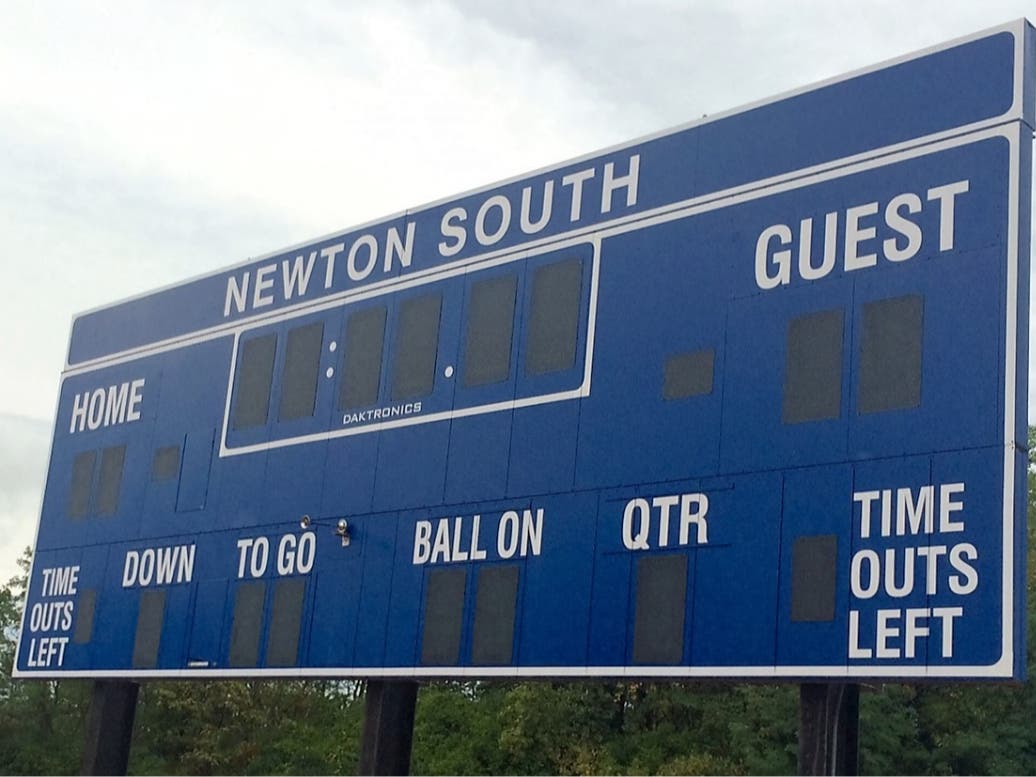 NEWTON SOUTH
HOME
GUEST
DAKTRONICS
DOWN
TO GO
BALL ON
QTR
TIME
OUTS
LEFT
TIME
OUTS
LEFT